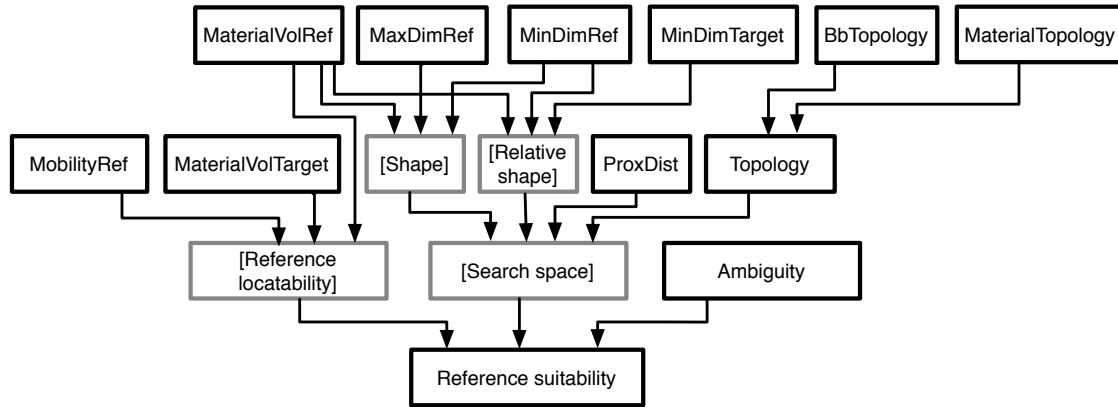 MaterialVolRef
MaxDimRef
MinDimRef
MinDimTarget
BbTopology
MaterialTopology
MobilityRef
MaterialVolTarget
[Shape]
[Relative
shape]
ProxDist
Topology
[Reference
locatability]
[Search space]
Ambiguity
Reference suitability